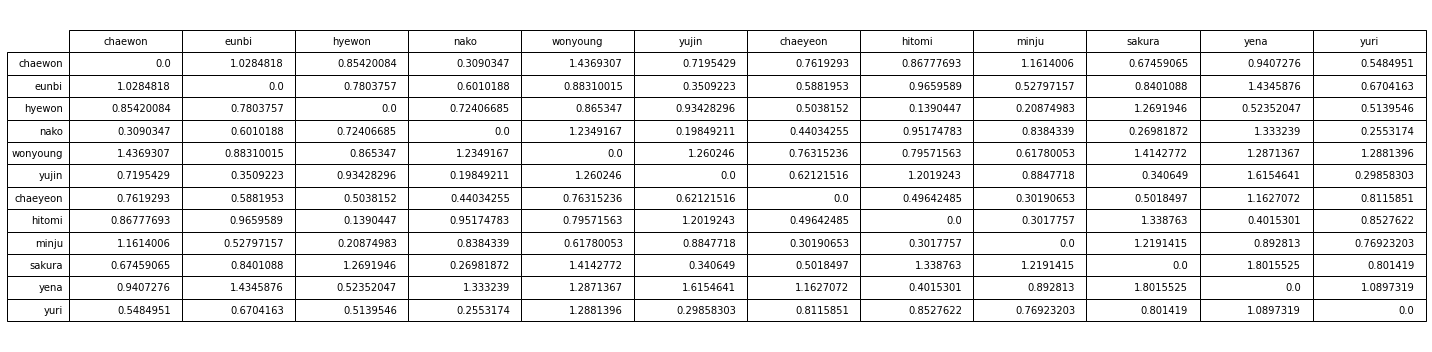 chaewon eunbi hyewon nako wonyoung yujin chaeyeon hitomi minju sakura yena yuri
chaewon 0.0 1.0284818 0.85420084 0.3090347 1.4369307 0.7195429 0.7619293 0.86777693 1.1614006 0.67459065 0.9407276 0.5484951
eunbi 1.0284818 0.0 0.7803757 0.6010188 0.88310015 0.3509223 0.5881953 0.9659589 0.52797157 0.8401088 1.4345876 0.6704163
hyewon 0.85420084 0.7803757 0.0 0.72406685 0.865347 0.93428296 0.5038152 0.1390447 0.20874983 1.2691946 0.52352047 0.5139546
nako 0.3090347 0.6010188 0.72406685 0.0 1.2349167 0.19849211 0.44034255 0.95174783 0.8384339 0.26981872 1.333239 0.2553174
wonyoung 1.4369307 0.88310015 0.865347 1.2349167 0.0 1.260246 0.76315236 0.79571563 0.61780053 1.4142772 1.2871367 1.2881396
yujin 0.7195429 0.3509223 0.93428296 0.19849211 1.260246 0.0 0.62121516 1.2019243 0.8847718 0.340649 1.6154641 0.29858303
chaeyeon 0.7619293 0.5881953 0.5038152 0.44034255 0.76315236 0.62121516 0.0 0.49642485 0.30190653 0.5018497 1.1627072 0.8115851
hitomi 0.86777693 0.9659589 0.1390447 0.95174783 0.79571563 1.2019243 0.49642485 0.0 0.3017757 1.338763 0.4015301 0.8527622
minju 1.1614006 0.52797157 0.20874983 0.8384339 0.61780053 0.8847718 0.30190653 0.3017757 0.0 1.2191415 0.892813 0.76923203
sakura 0.67459065 0.8401088 1.2691946 0.26981872 1.4142772 0.340649 0.5018497 1.338763 1.2191415 0.0 1.8015525 0.801419
yena 0.9407276 1.4345876 0.52352047 1.333239 1.2871367 1.6154641 1.1627072 0.4015301 0.892813 1.8015525 0.0 1.0897319
yuri 0.5484951 0.6704163 0.5139546 0.2553174 1.2881396 0.29858303 0.8115851 0.8527622 0.76923203 0.801419 1.0897319 0.0